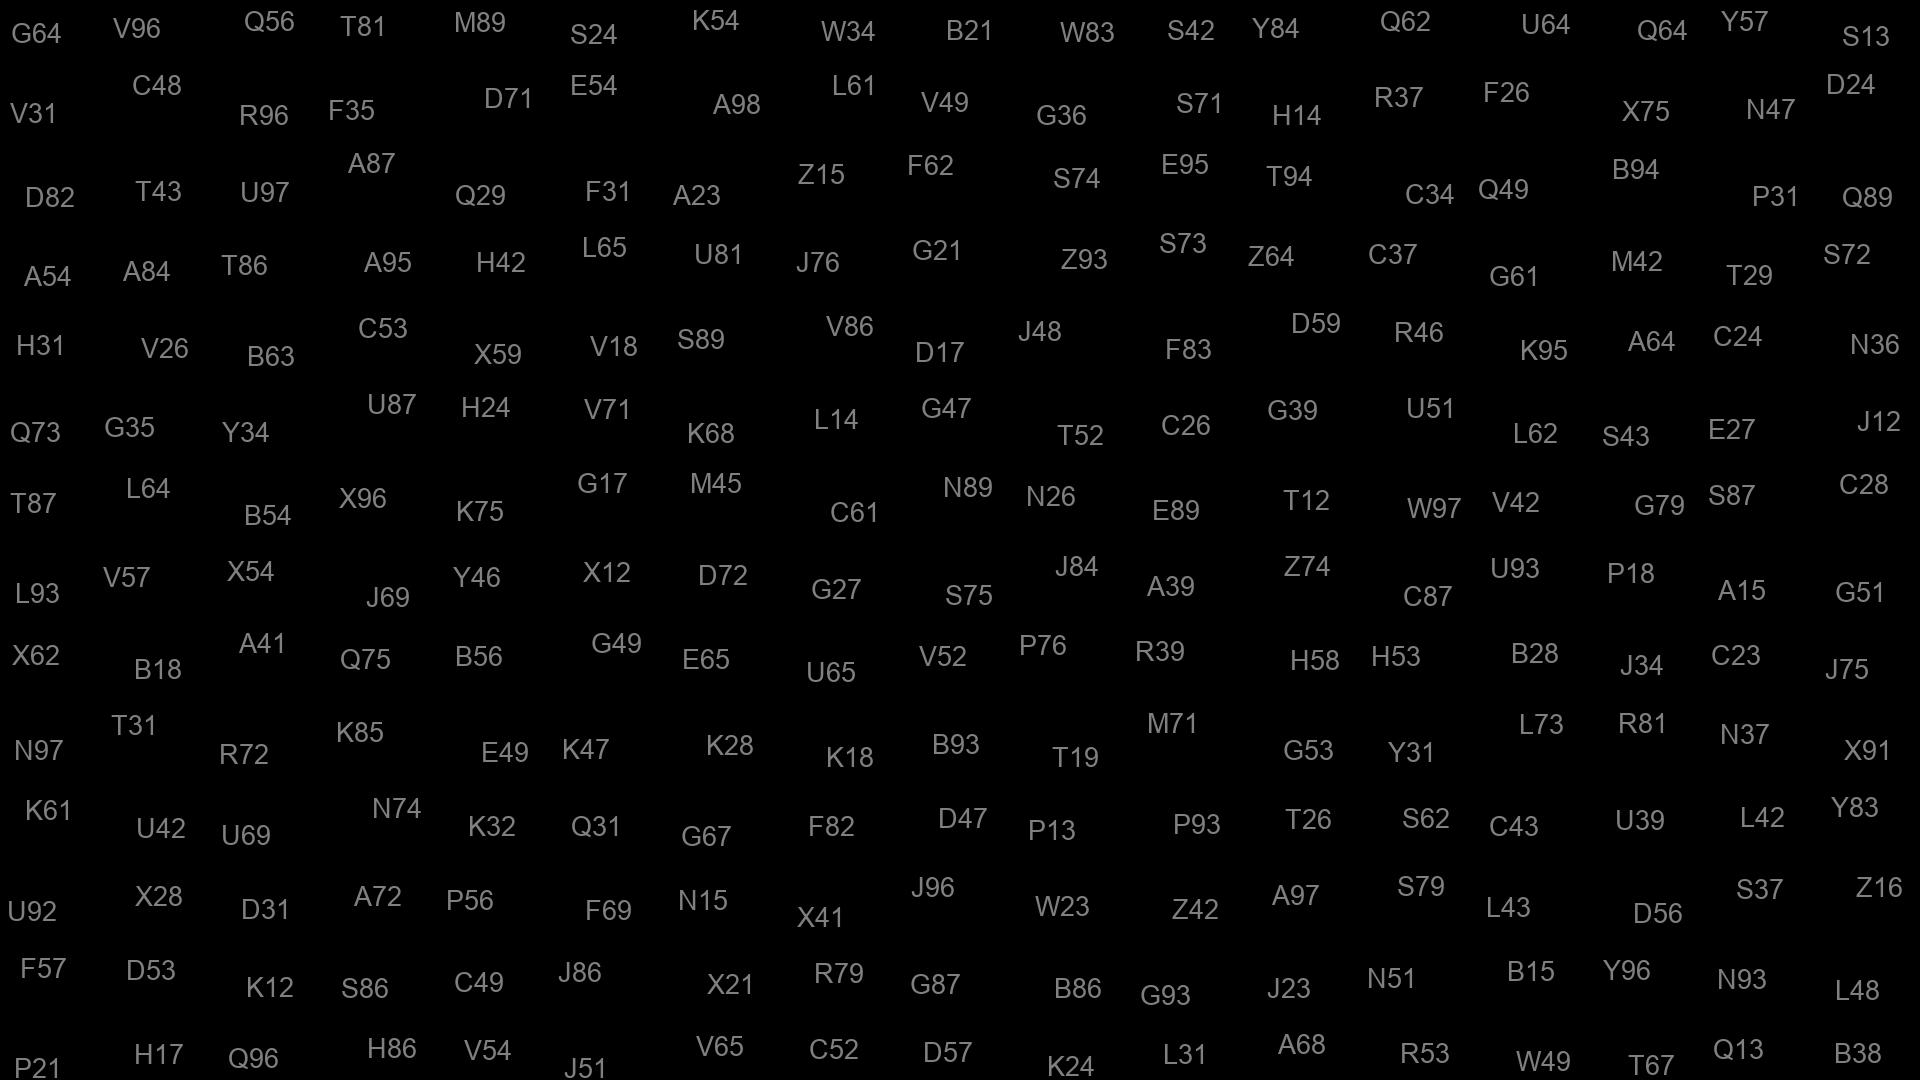 G64 V96 Q56 T81 M89 S24 K54 W34 B21 W83 S42 Y84 Q62 U64 Q64 Y57 S13
V31 C48 R96 F35 D71 E54 A98 L61 V49 G36 S71 H14 R37 F26 X75 N47 D24
D82 T43 U97 A87 Q29 F31 A23 Z15 F62 S74 E95 T94 C34 Q49 B94 P31 Q89
A54 A84 T86 A95 H42 L65 U81 J76 G21 Z93 S73 Z64 C37 G61 M42 T29 S72
H31 V26 B63 C53 X59 V18 S89 V86 D17 J48 F83 D59 R46 K95 A64 C24 N36
Q73 G35 Y34 U87 H24 V71 K68 L14 G47 T52 C26 G39 U51 L62 S43 E27 J12
T87 L64 B54 X96 K75 G17 M45 C61 N89 N26 E89 T12 W97 V42 G79 S87 C28
L93 V57 X54 J69 Y46 X12 D72 G27 S75 J84 A39 Z74 C87 U93 P18 A15 G51
X62 B18 A41 Q75 B56 G49 E65 U65 V52 P76 R39 H58 H53 B28 J34 C23 J75
N97 T31 R72 K85 E49 K47 K28 K18 B93 T19 M71 G53 Y31 L73 R81 N37 X91
K61 U42 U69 N74 K32 Q31 G67 F82 D47 P13 P93 T26 S62 C43 U39 L42 Y83
U92 X28 D31 A72 P56 F69 N15 X41 J96 W23 Z42 A97 S79 L43 D56 S37 Z16
F57 D53 K12 S86 C49 J86 X21 R79 G87 B86 G93 J23 N51 B15 Y96 N93 L48
P21 H17 Q96 H86 V54 J51 V65 C52 D57 K24 L31 A68 R53 W49 T67 Q13 B38